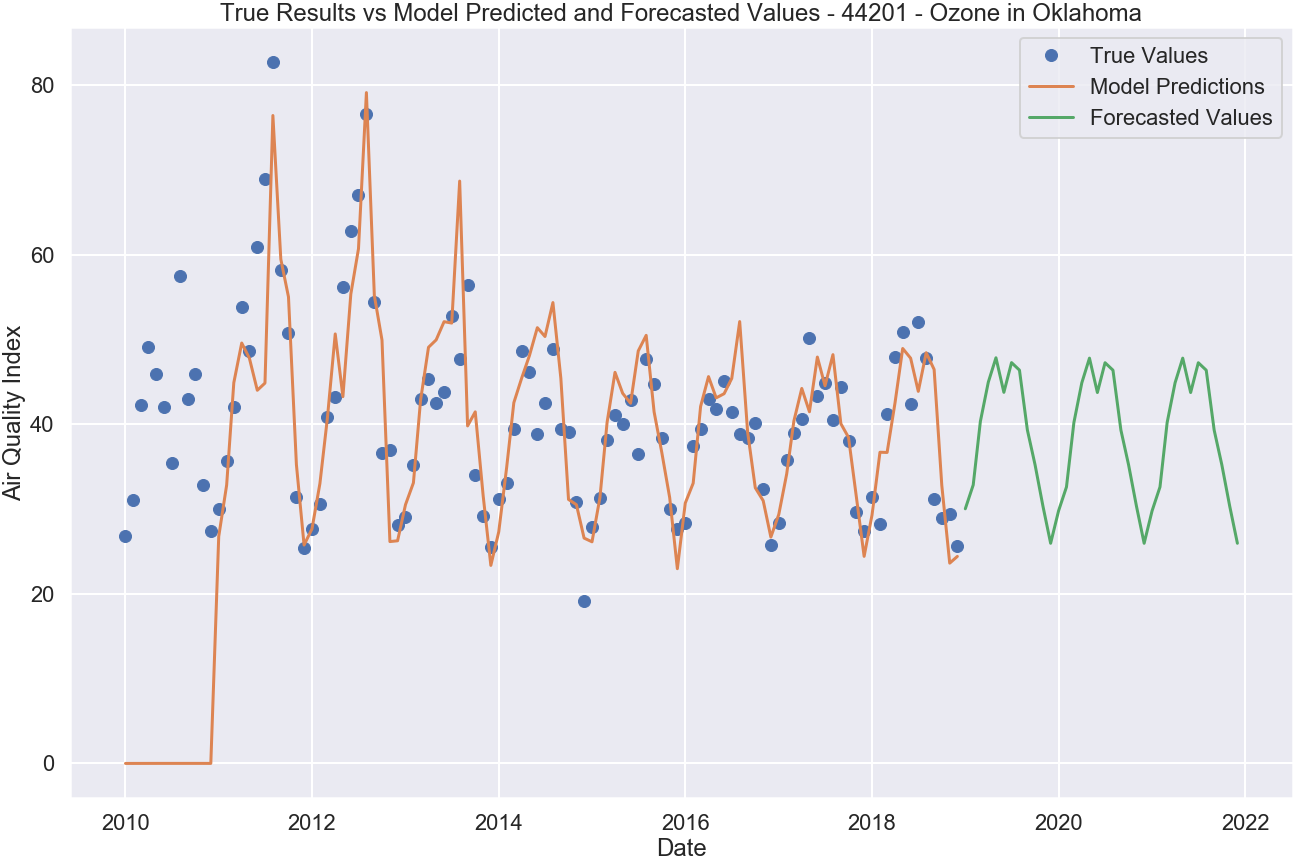 True Results vs Model Predicted and Forecasted Values - 44201 - Ozone in Oklahoma
True Values
Model Predictions
Forecasted Values
80
60
40
20
0
Air Quality Index
2010 2012 2014 2016 2018 2020 2022
Date